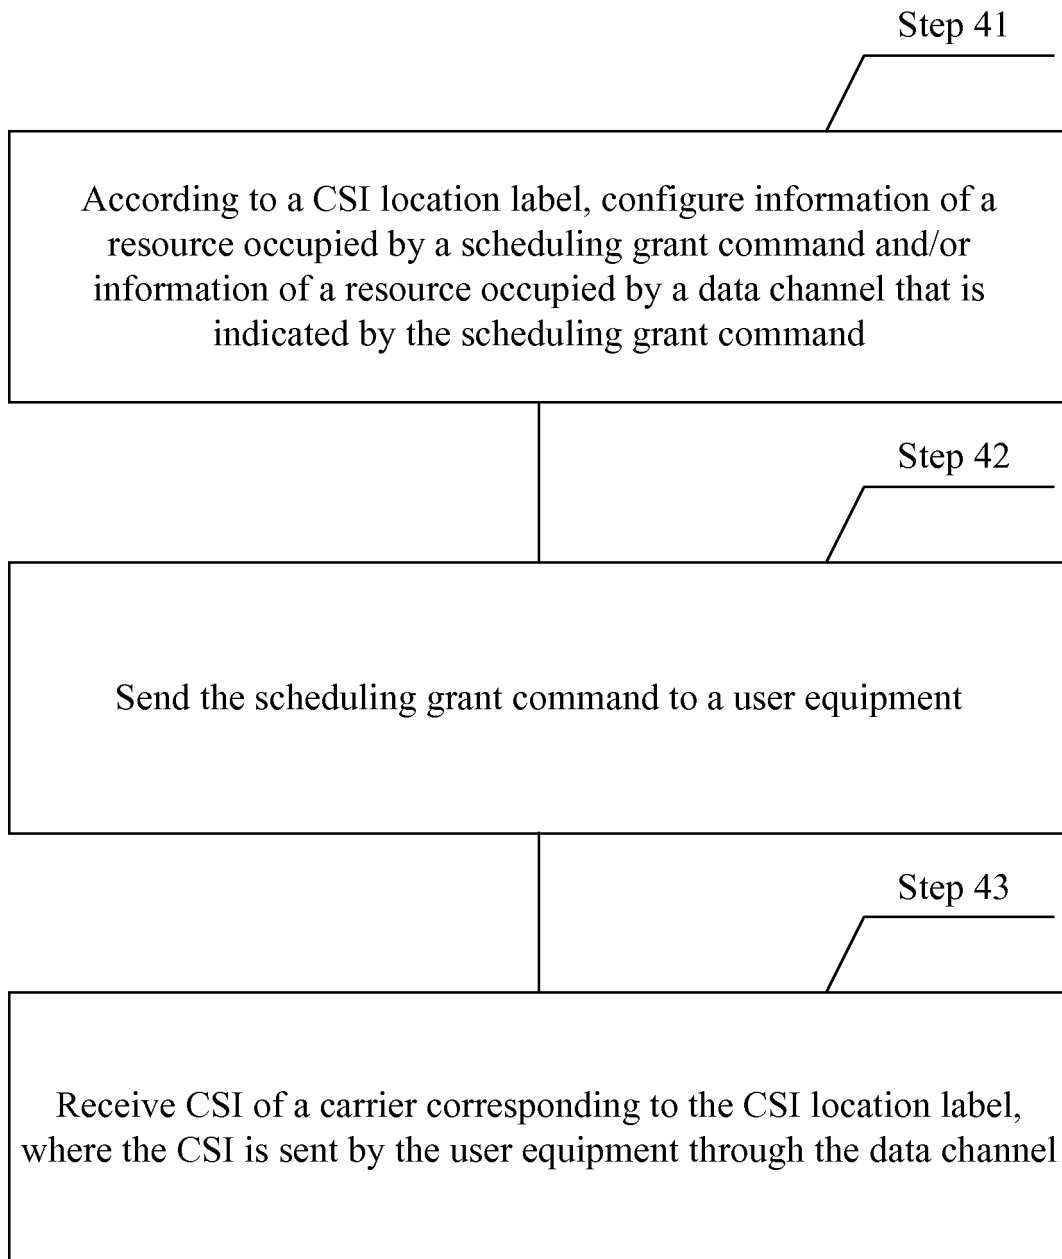 Step 41
According to a CSI location label, configure information of a
resource occupied by a scheduling grant command and/or
information of a resource occupied by a data channel that is
indicated by the scheduling grant command
Step 42
Send the scheduling grant command to a user equipment
Step 43
Receive CSI of a carrier corresponding to the CSI location label,
where the CSI is sent by the user equipment through the data channel